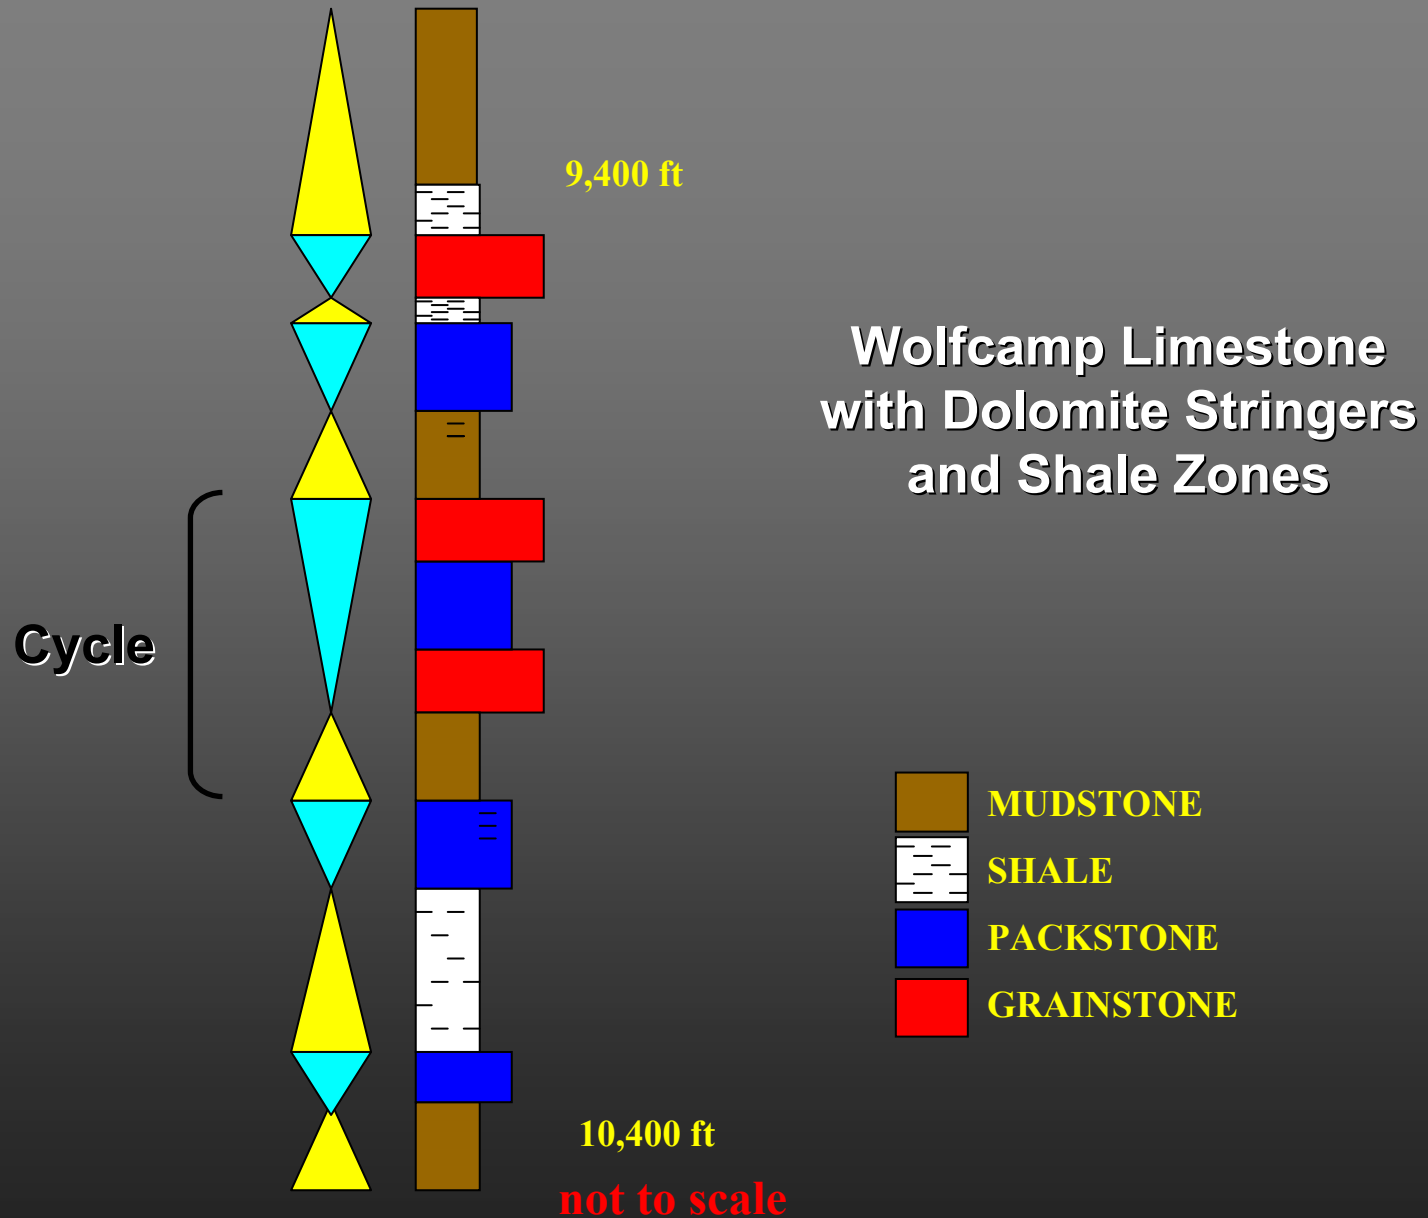 9,400 ft
Wolfcamp Limestone
with Dolomite Stringers
and Shale Zones
Cycle
MUDSTONE
SHALE
PACKSTONE
GRAINSTONE
10,400 ft
not to scale